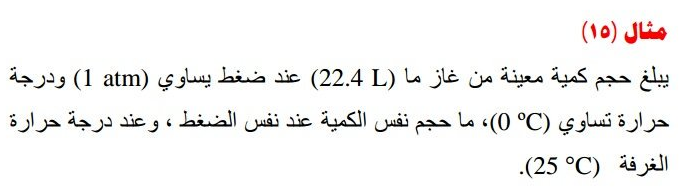 مثال (١٥)
يبلغ حجم كمية معينة من غاز ما (22.4 L) عند ضغط يساوي (1 atm) ودرجة
حرارة تساوي (0 ºC)، ما حجم نفس الكمية عند نفس الضغط ، وعند درجة حرارة
الغرفة (25 °C).